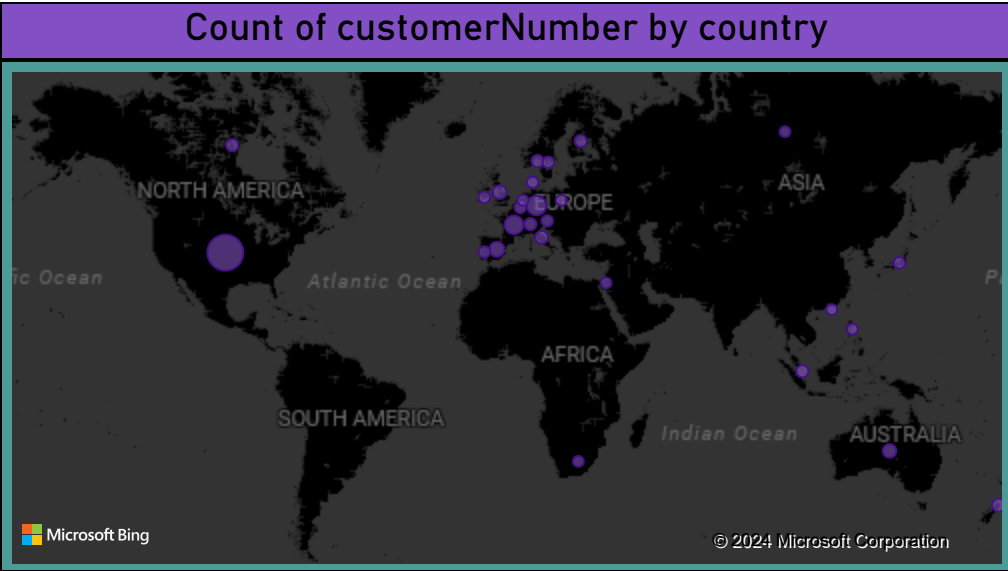 Count of customerNumber by country
ASIA
NORTH AMERICA
EUROPE
ic Ocean
Atlantic Ocean
P
AFRICA
SOUTH AMERICA
Indian Ocean
AUSTRALIA
Microsoft Bing
© 2024 Microsoft Corporation